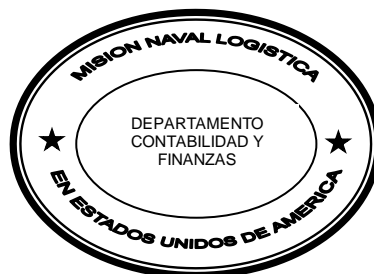 MISION NAVAL LOGISTICA
DEPARTAMENTO
CONTABILIDAD Y
FINANZAS
EN ESTADOS UNIDOS DE AMERICA